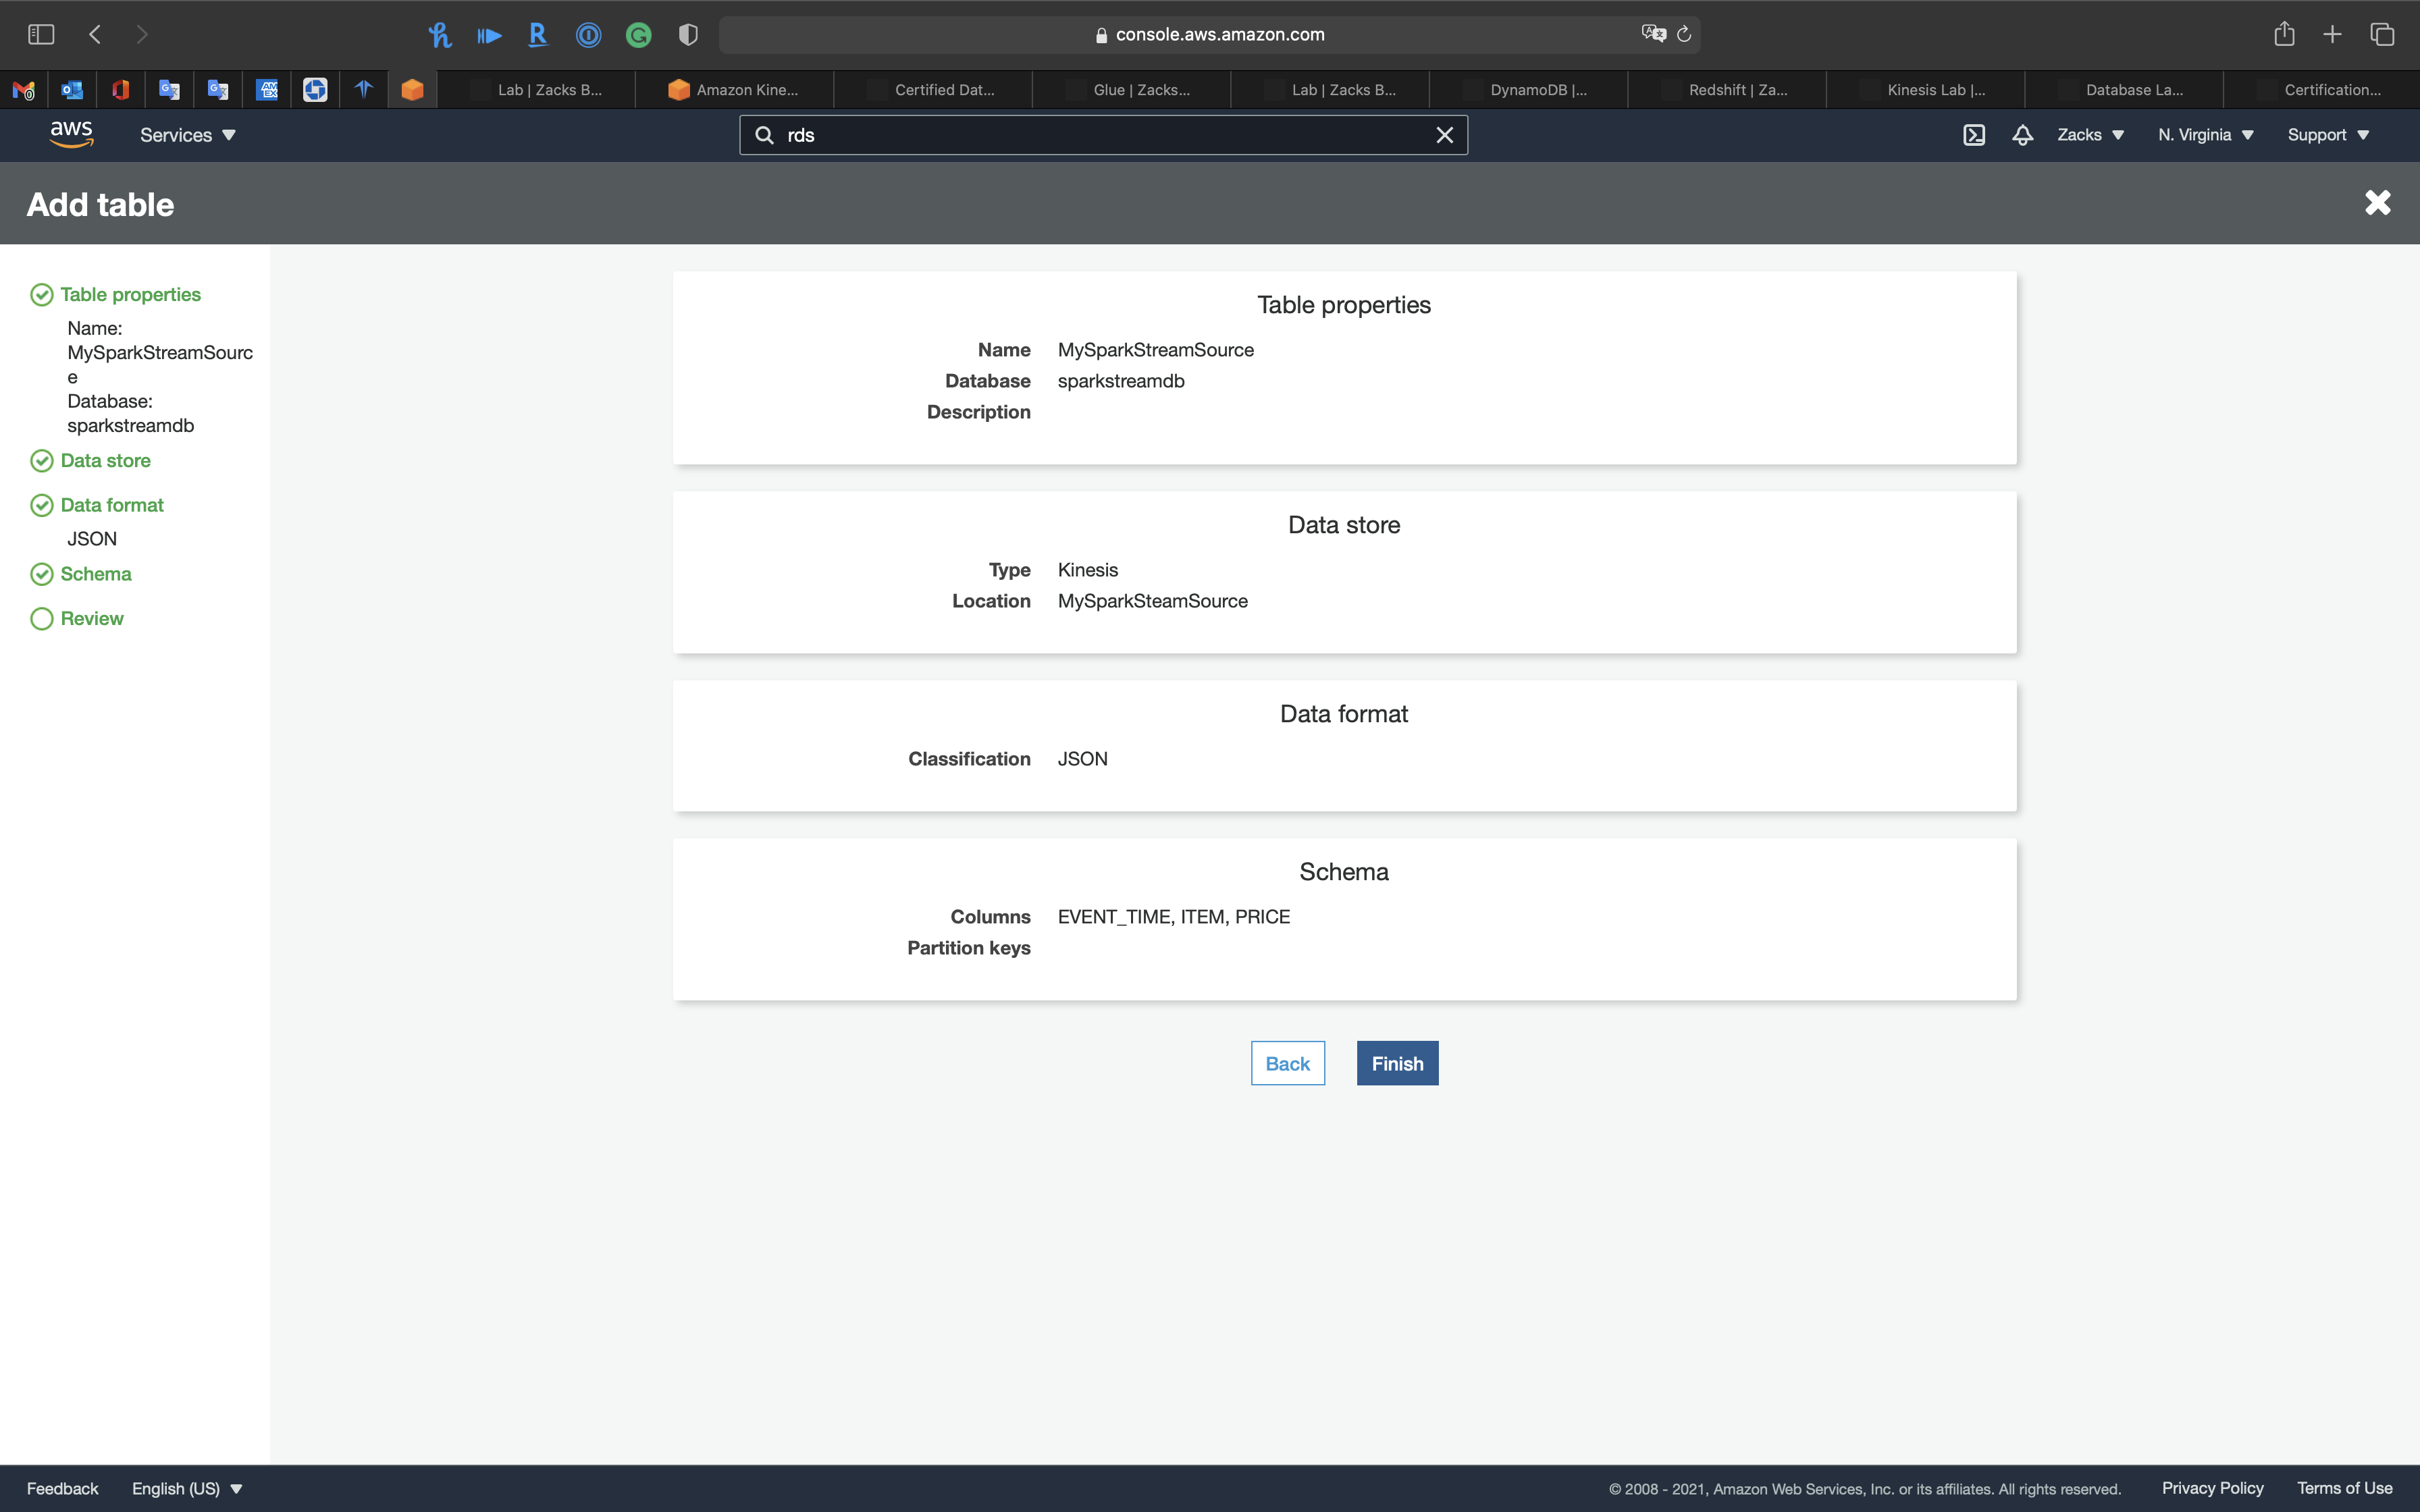 console.aws.amazon.com
Lab | Zacks B...
Amazon Kine...
Certified Dat...
Glue | Zacks...
Lab | Zacks B...
DynamoDB |...
Redshift | Za...
Kinesis Lab |...
Database La...
Certification...
aws
Services
rds
Zacks
N. Virginia
Support
Add table
Table properties
Name:
MySparkStreamSourc
e
Database:
sparkstreamdb
Data store
Data format
JSON
Schema
Review
Table properties
Name MySparkStreamSource
Database sparkstreamdb
Description
Data store
Type Kinesis
Location MySparkSteamSource
Data format
Classification JSON
Schema
Columns EVENT_TIME, ITEM, PRICE
Partition keys
Back
Finish
Feedback
English (US)
© 2008 - 2021, Amazon Web Services, Inc. or its affiliates. All rights reserved.
Privacy Policy
Terms of Use